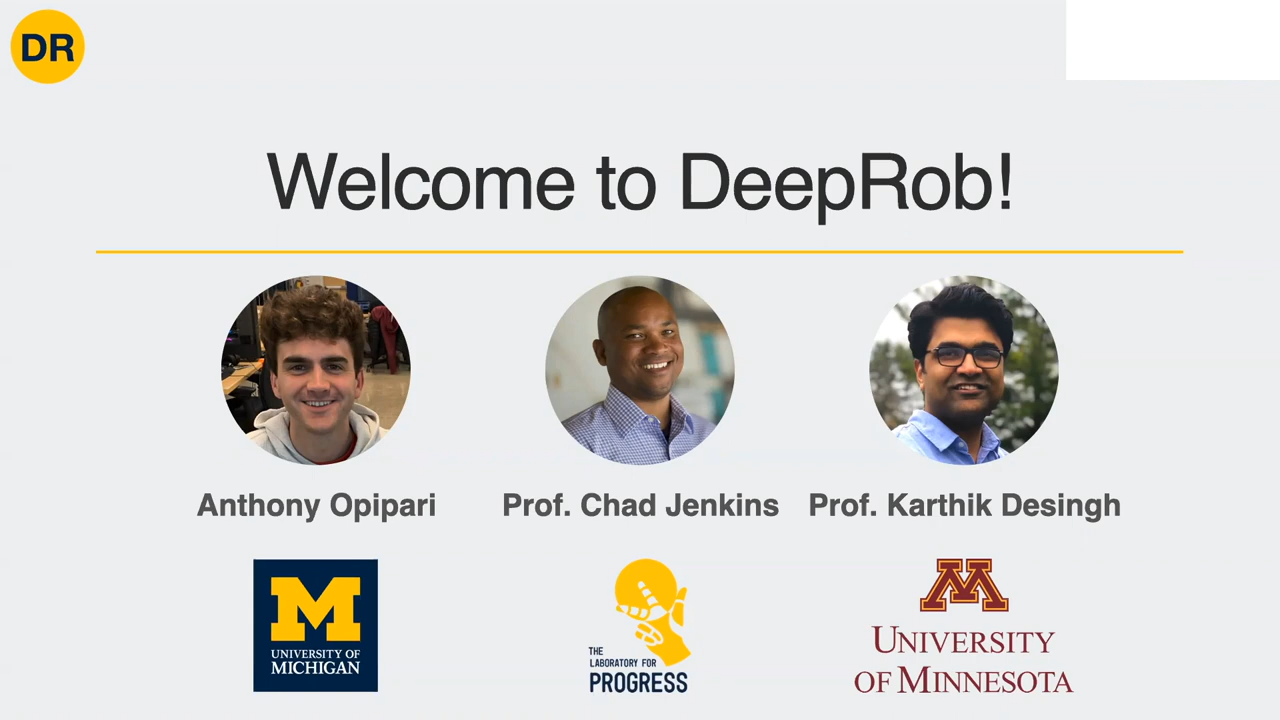 DR
Welcome to DeepRob!
Anthony Opipari
Prof. Chad Jenkins
Prof. Karthik Desingh
M
UNIVERSITY OF
MICHIGAN
THE
LABORATORY FOR
PROGRESS
M
UNIVERSITY
OF MINNESOTA